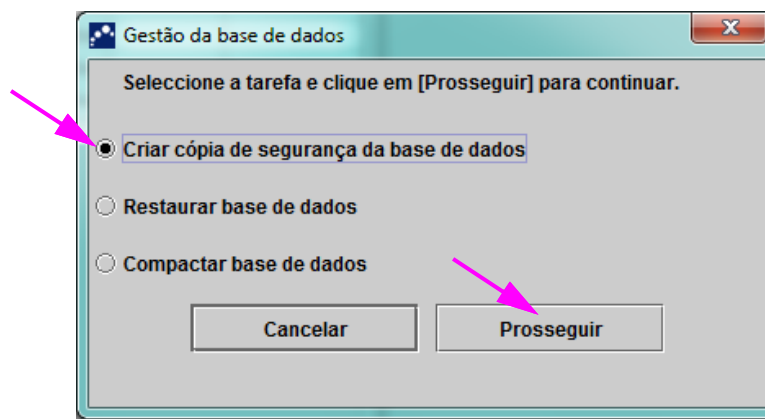 Gestão da base de dados
Seleccione a tarefa e clique em [Prosseguir] para continuar.
Criar cópia de segurança da base de dados
Restaurar base de dados
Compactar base de dados
Cancelar
Prosseguir